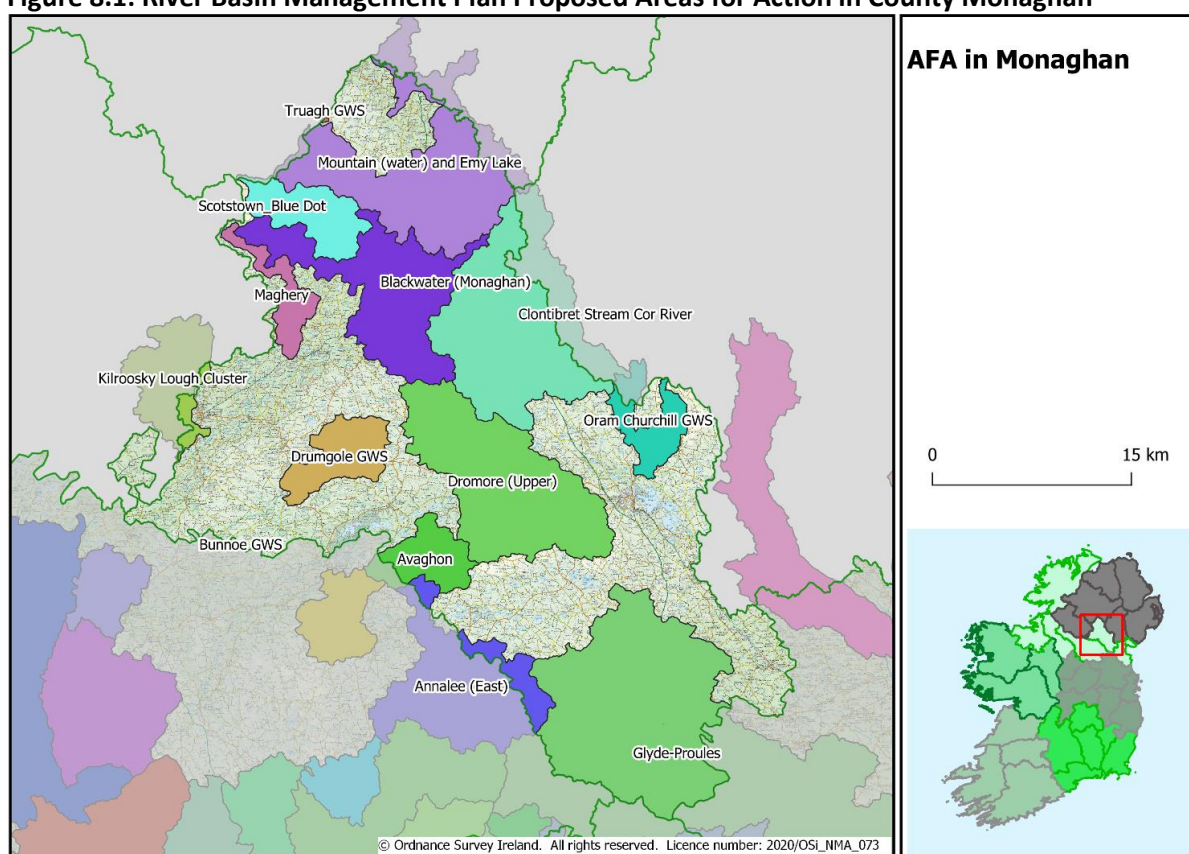 Figure 8.1: River Basin Management Plan Proposed Areas for Action in County Monaghan
AFA in Monaghan
Truagh GWS
Mountain (water) and Emy Lake
Scotstown_Blue Dot
Blackwater (Monaghan)
Maghery
Clontibret Stream Cor River
Kilroosky Lough Cluster
Oram Churchill GWS
Drumgole GWS
Dromore (Upper)
Bunnoe GWS
Avaghon
Annalee (East)
Glyde-Proules
0 15 km
© Ordnance Survey Ireland. All rights reserved. Licence number: 2020/OSi_NMA_073